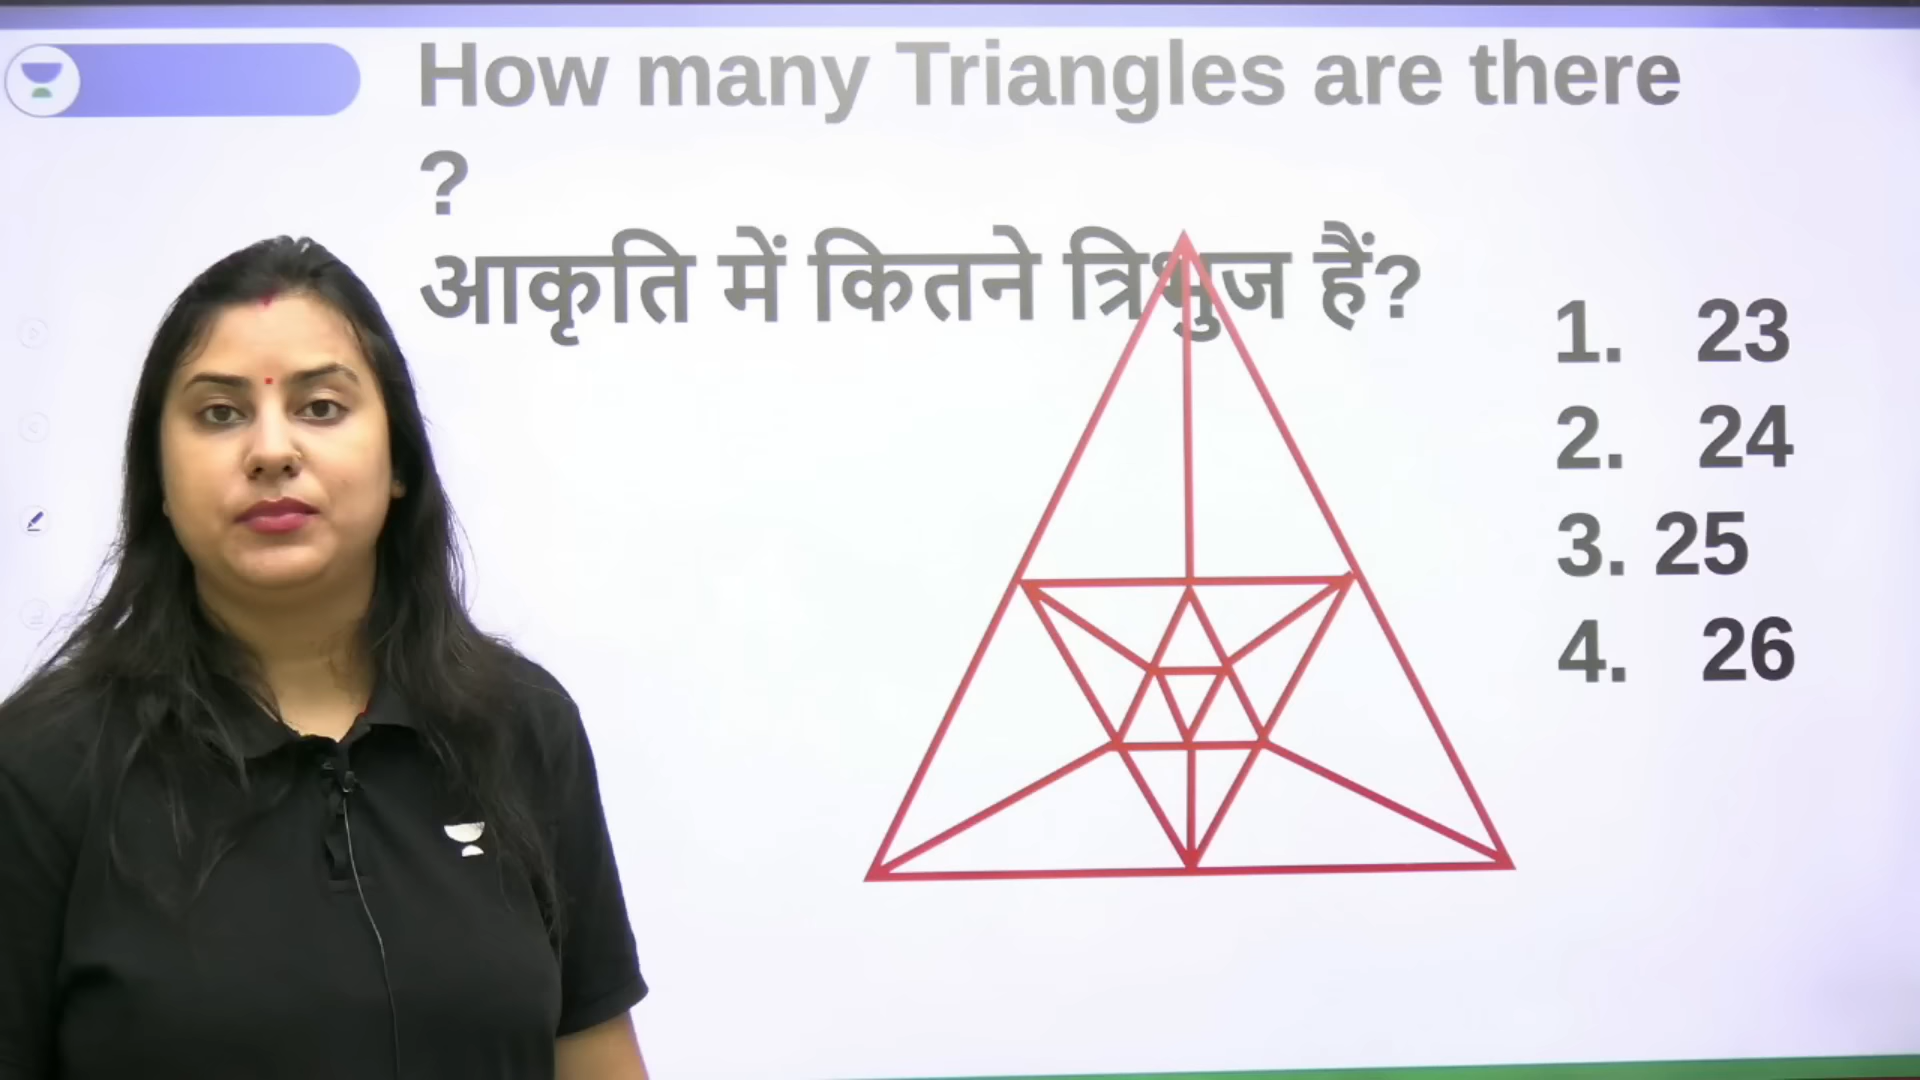 How many Triangles are there
?
आकृति में कितने त्रिभुज हैं?
1. 23
2. 24
3. 25
4. 26